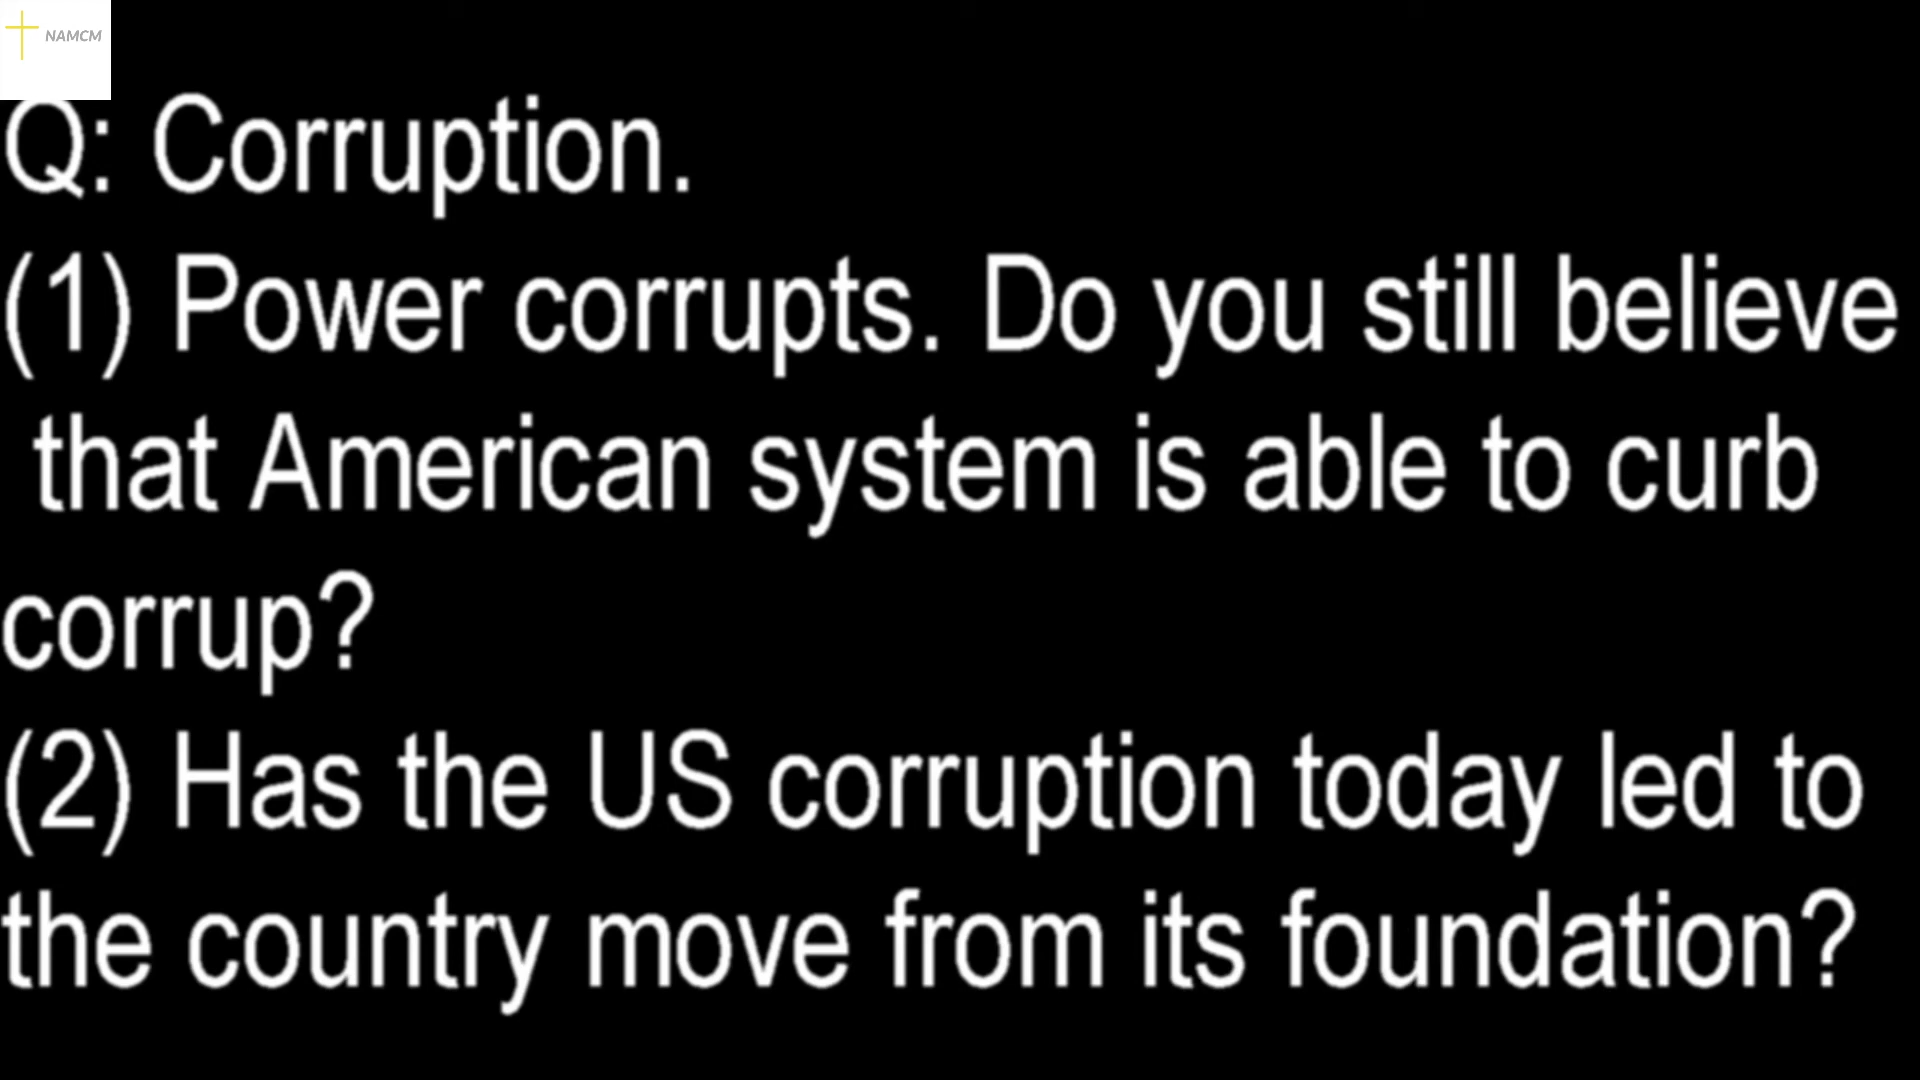 NAMCM
Q: Corruption.
(1) Power corrupts. Do you still believe
that American system is able to curb
corrup?
(2) Has the US corruption today led to
the country move from its foundation?